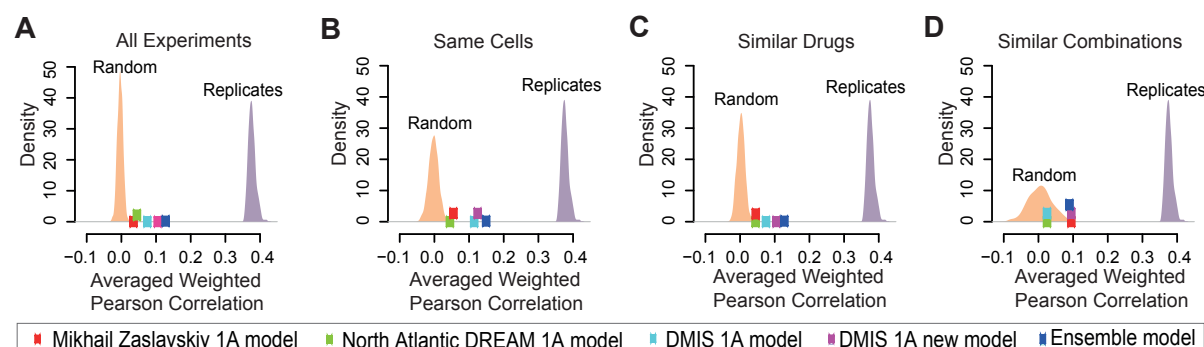 A
All Experiments
Random
Replicates
Density
0 10 20 30 40 50
−0.1 0.0 0.1 0.2 0.3 0.4
Averaged Weighted
Pearson Correlation
B
Same Cells
Random
Replicates
Density
0 10 20 30 40 50
−0.1 0.0 0.1 0.2 0.3 0.4
Averaged Weighted
Pearson Correlation
C
Similar Drugs
Random
Replicates
Density
0 10 20 30 40 50
−0.1 0.0 0.1 0.2 0.3 0.4
Averaged Weighted
Pearson Correlation
D
Similar Combinations
Random
Replicates
Density
0 10 20 30 40 50
−0.1 0.0 0.1 0.2 0.3 0.4
Averaged Weighted
Pearson Correlation
Mikhail Zaslavskiy 1A model North Atlantic DREAM 1A model DMIS 1A model DMIS 1A new model Ensemble model